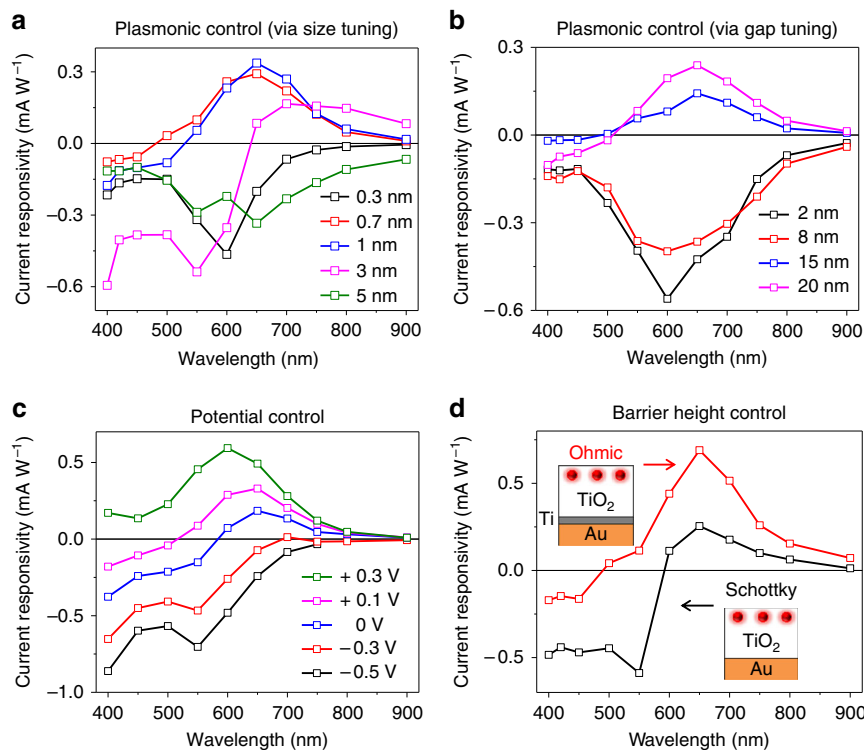 a
Plasmonic control (via size tuning)
Current responsivity (mA W⁻¹)
0.3
0.0
−0.3
−0.6
400 500 600 700 800 900
Wavelength (nm)
0.3 nm
0.7 nm
1 nm
3 nm
5 nm
b
Plasmonic control (via gap tuning)
Current responsivity (mA W⁻¹)
0.3
0.0
−0.3
−0.6
400 500 600 700 800 900
Wavelength (nm)
2 nm
8 nm
15 nm
20 nm
c
Potential control
Current responsivity (mA W⁻¹)
0.5
0.0
−0.5
−1.0
400 500 600 700 800 900
Wavelength (nm)
+ 0.3 V
+ 0.1 V
0 V
−0.3 V
−0.5 V
d
Barrier height control
Current responsivity (mA W⁻¹)
0.5
0.0
−0.5
400 500 600 700 800 900
Wavelength (nm)
Ohmic
TiO₂
Ti
Au
Schottky
TiO₂
Au